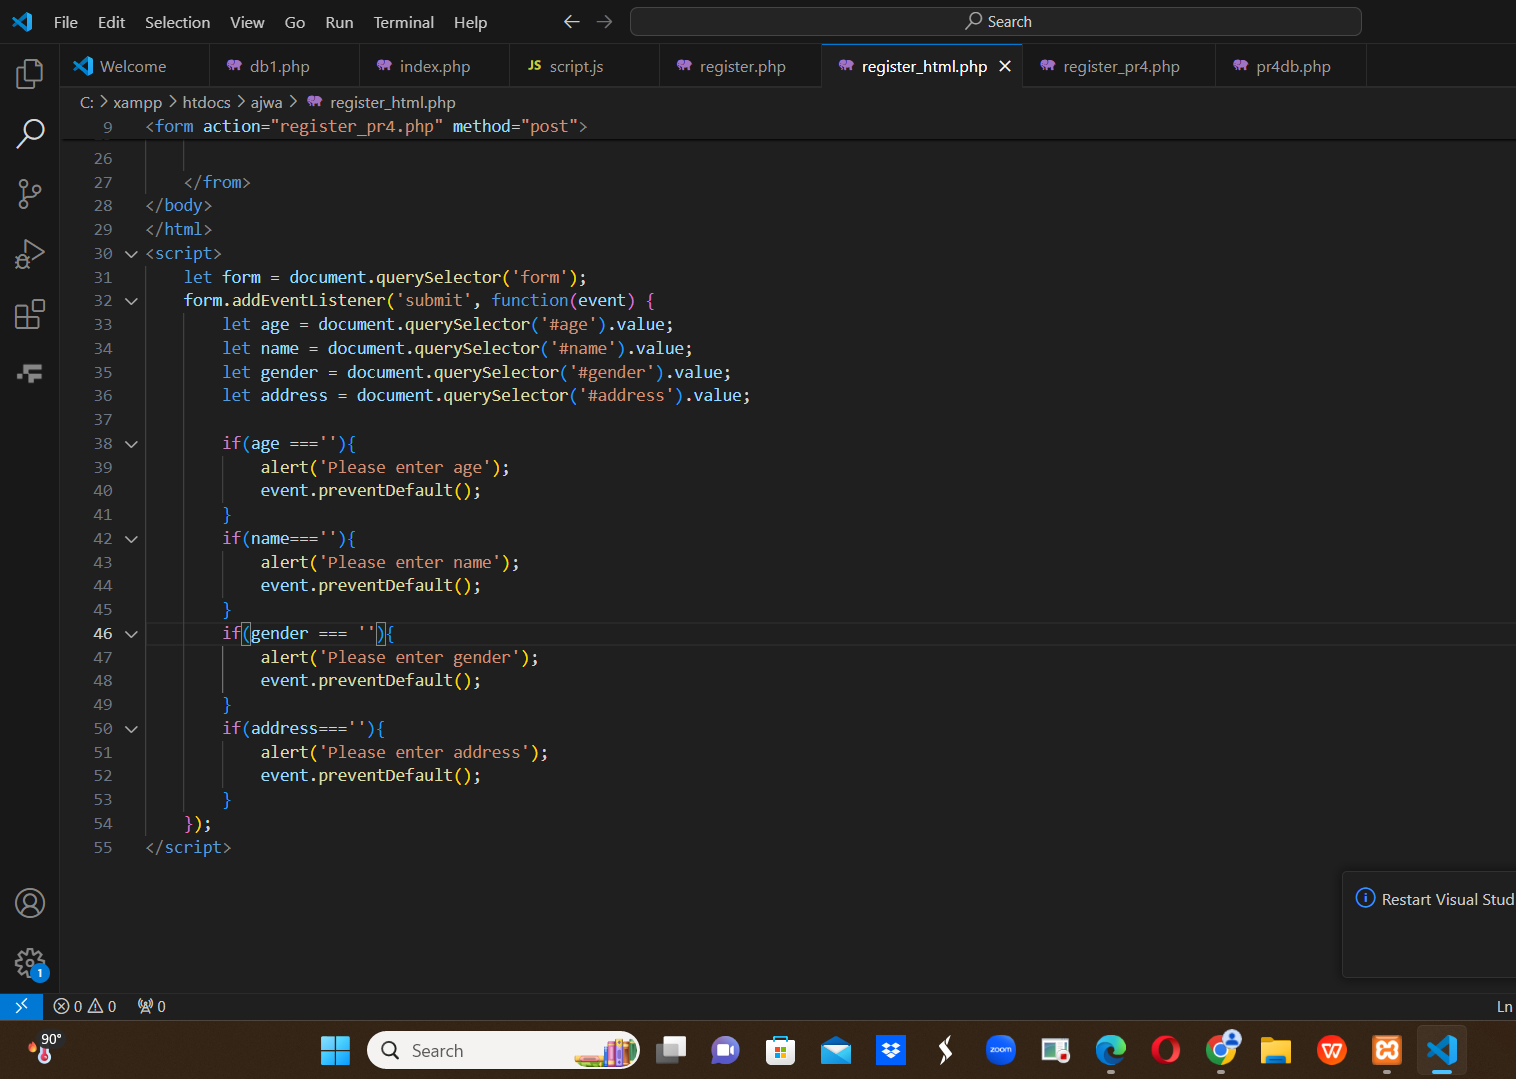 File Edit Selection View Go Run Terminal Help Search
Welcome db1.php index.php JS script.js register.php register_html.php register_pr4.php pr4db.php
C: > xampp > htdocs > ajwa > register_html.php
9 <form action="register_pr4.php" method="post">
26
27 </from>
28 </body>
29 </html>
30 <script>
31 let form = document.querySelector('form');
32 form.addEventListener('submit', function(event) {
33 let age = document.querySelector('#age').value;
34 let name = document.querySelector('#name').value;
35 let gender = document.querySelector('#gender').value;
36 let address = document.querySelector('#address').value;
37
38 if(age ===''){
39 alert('Please enter age');
40 event.preventDefault();
41 }
42 if(name===''){
43 alert('Please enter name');
44 event.preventDefault();
45 }
46 if(gender === ''){
47 alert('Please enter gender');
48 event.preventDefault();
49 }
50 if(address===''){
51 alert('Please enter address');
52 event.preventDefault();
53 }
54 });
55 </script>
Restart Visual Stud
1
0 0 0 Ln
90°
Search
zoom